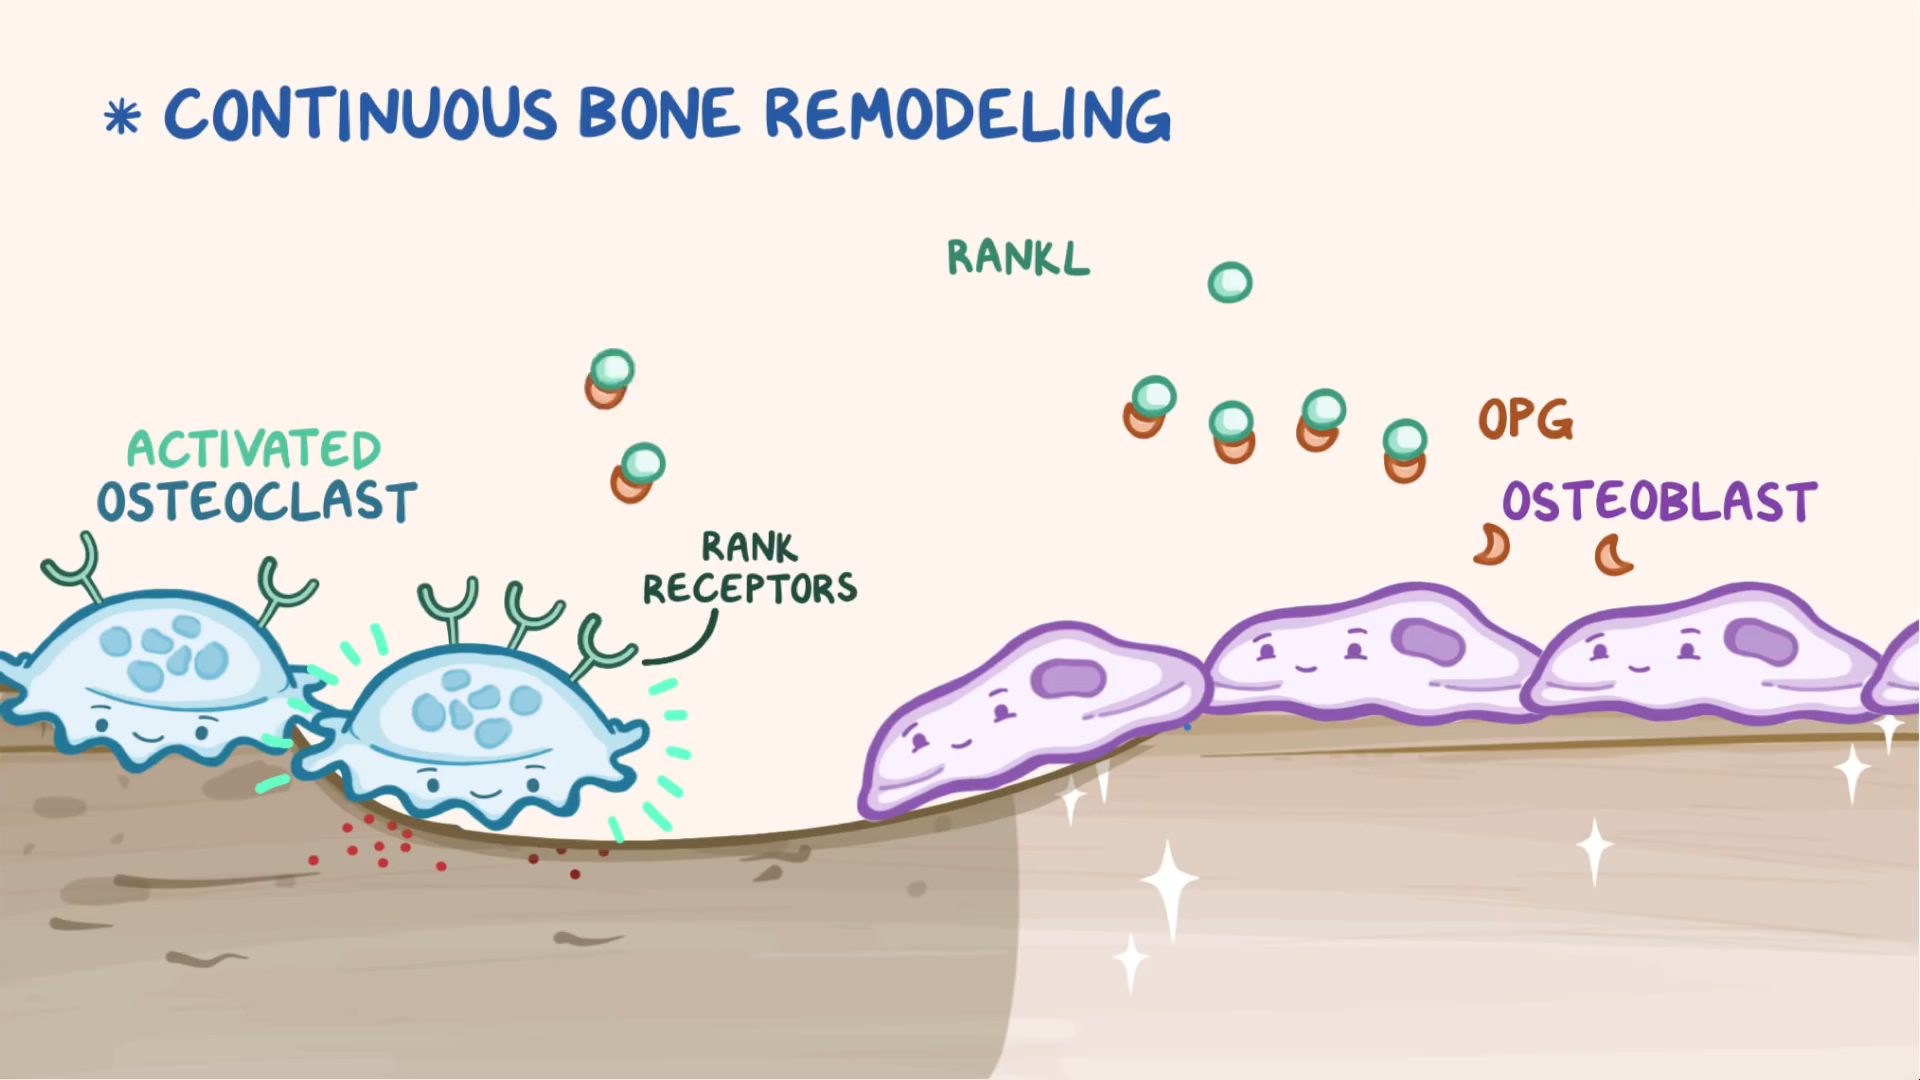 * CONTINUOUS BONE REMODELING
RANKL
OPG
ACTIVATED
OSTEOCLAST
OSTEOBLAST
RANK
RECEPTORS